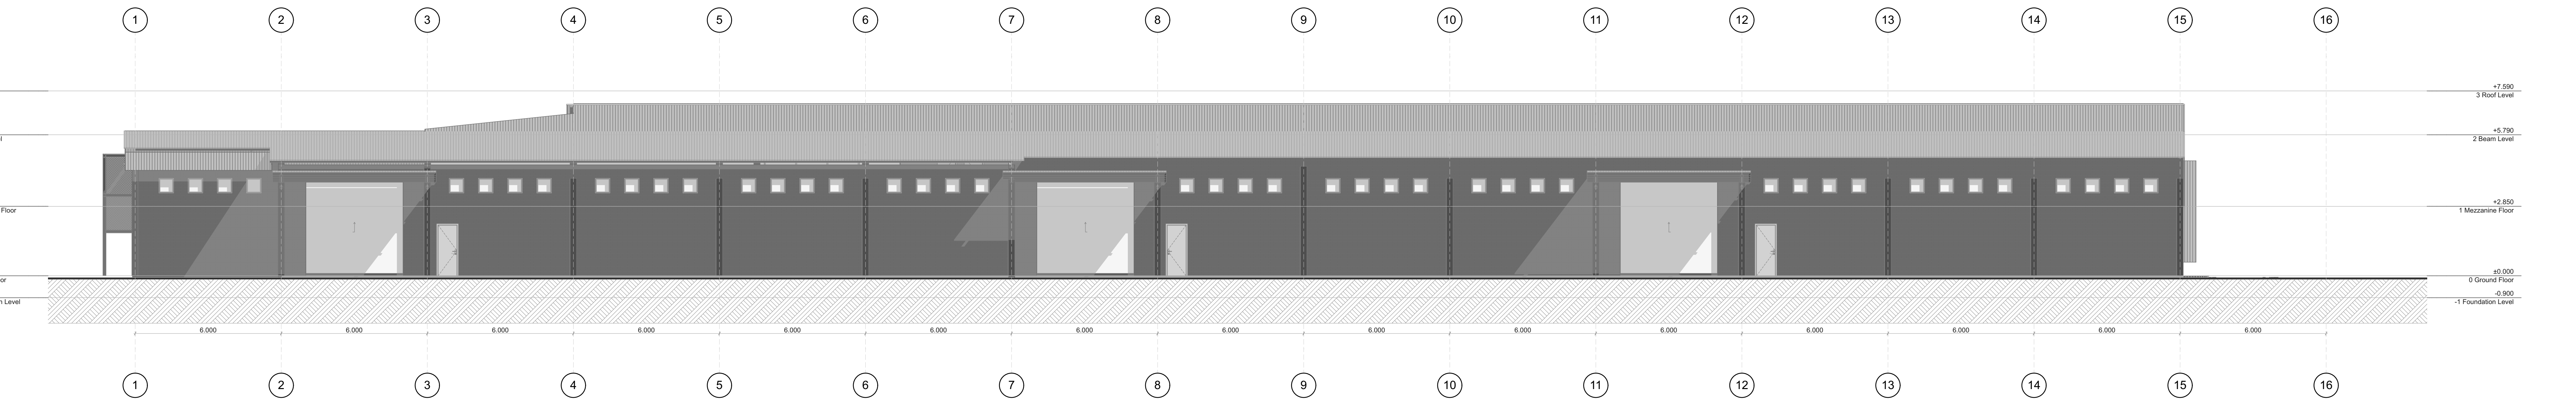 1 2 3 4 5 6 7 8 9 10 11 12 13 14 15 16
+7.590
3 Roof Level
+5.790
l 2 Beam Level
+2.850
Floor 1 Mezzanine Floor
±0.000
or 0 Ground Floor
-0.900
n Level -1 Foundation Level
6.000 6.000 6.000 6.000 6.000 6.000 6.000 6.000 6.000 6.000 6.000 6.000 6.000 6.000 6.000
1 2 3 4 5 6 7 8 9 10 11 12 13 14 15 16